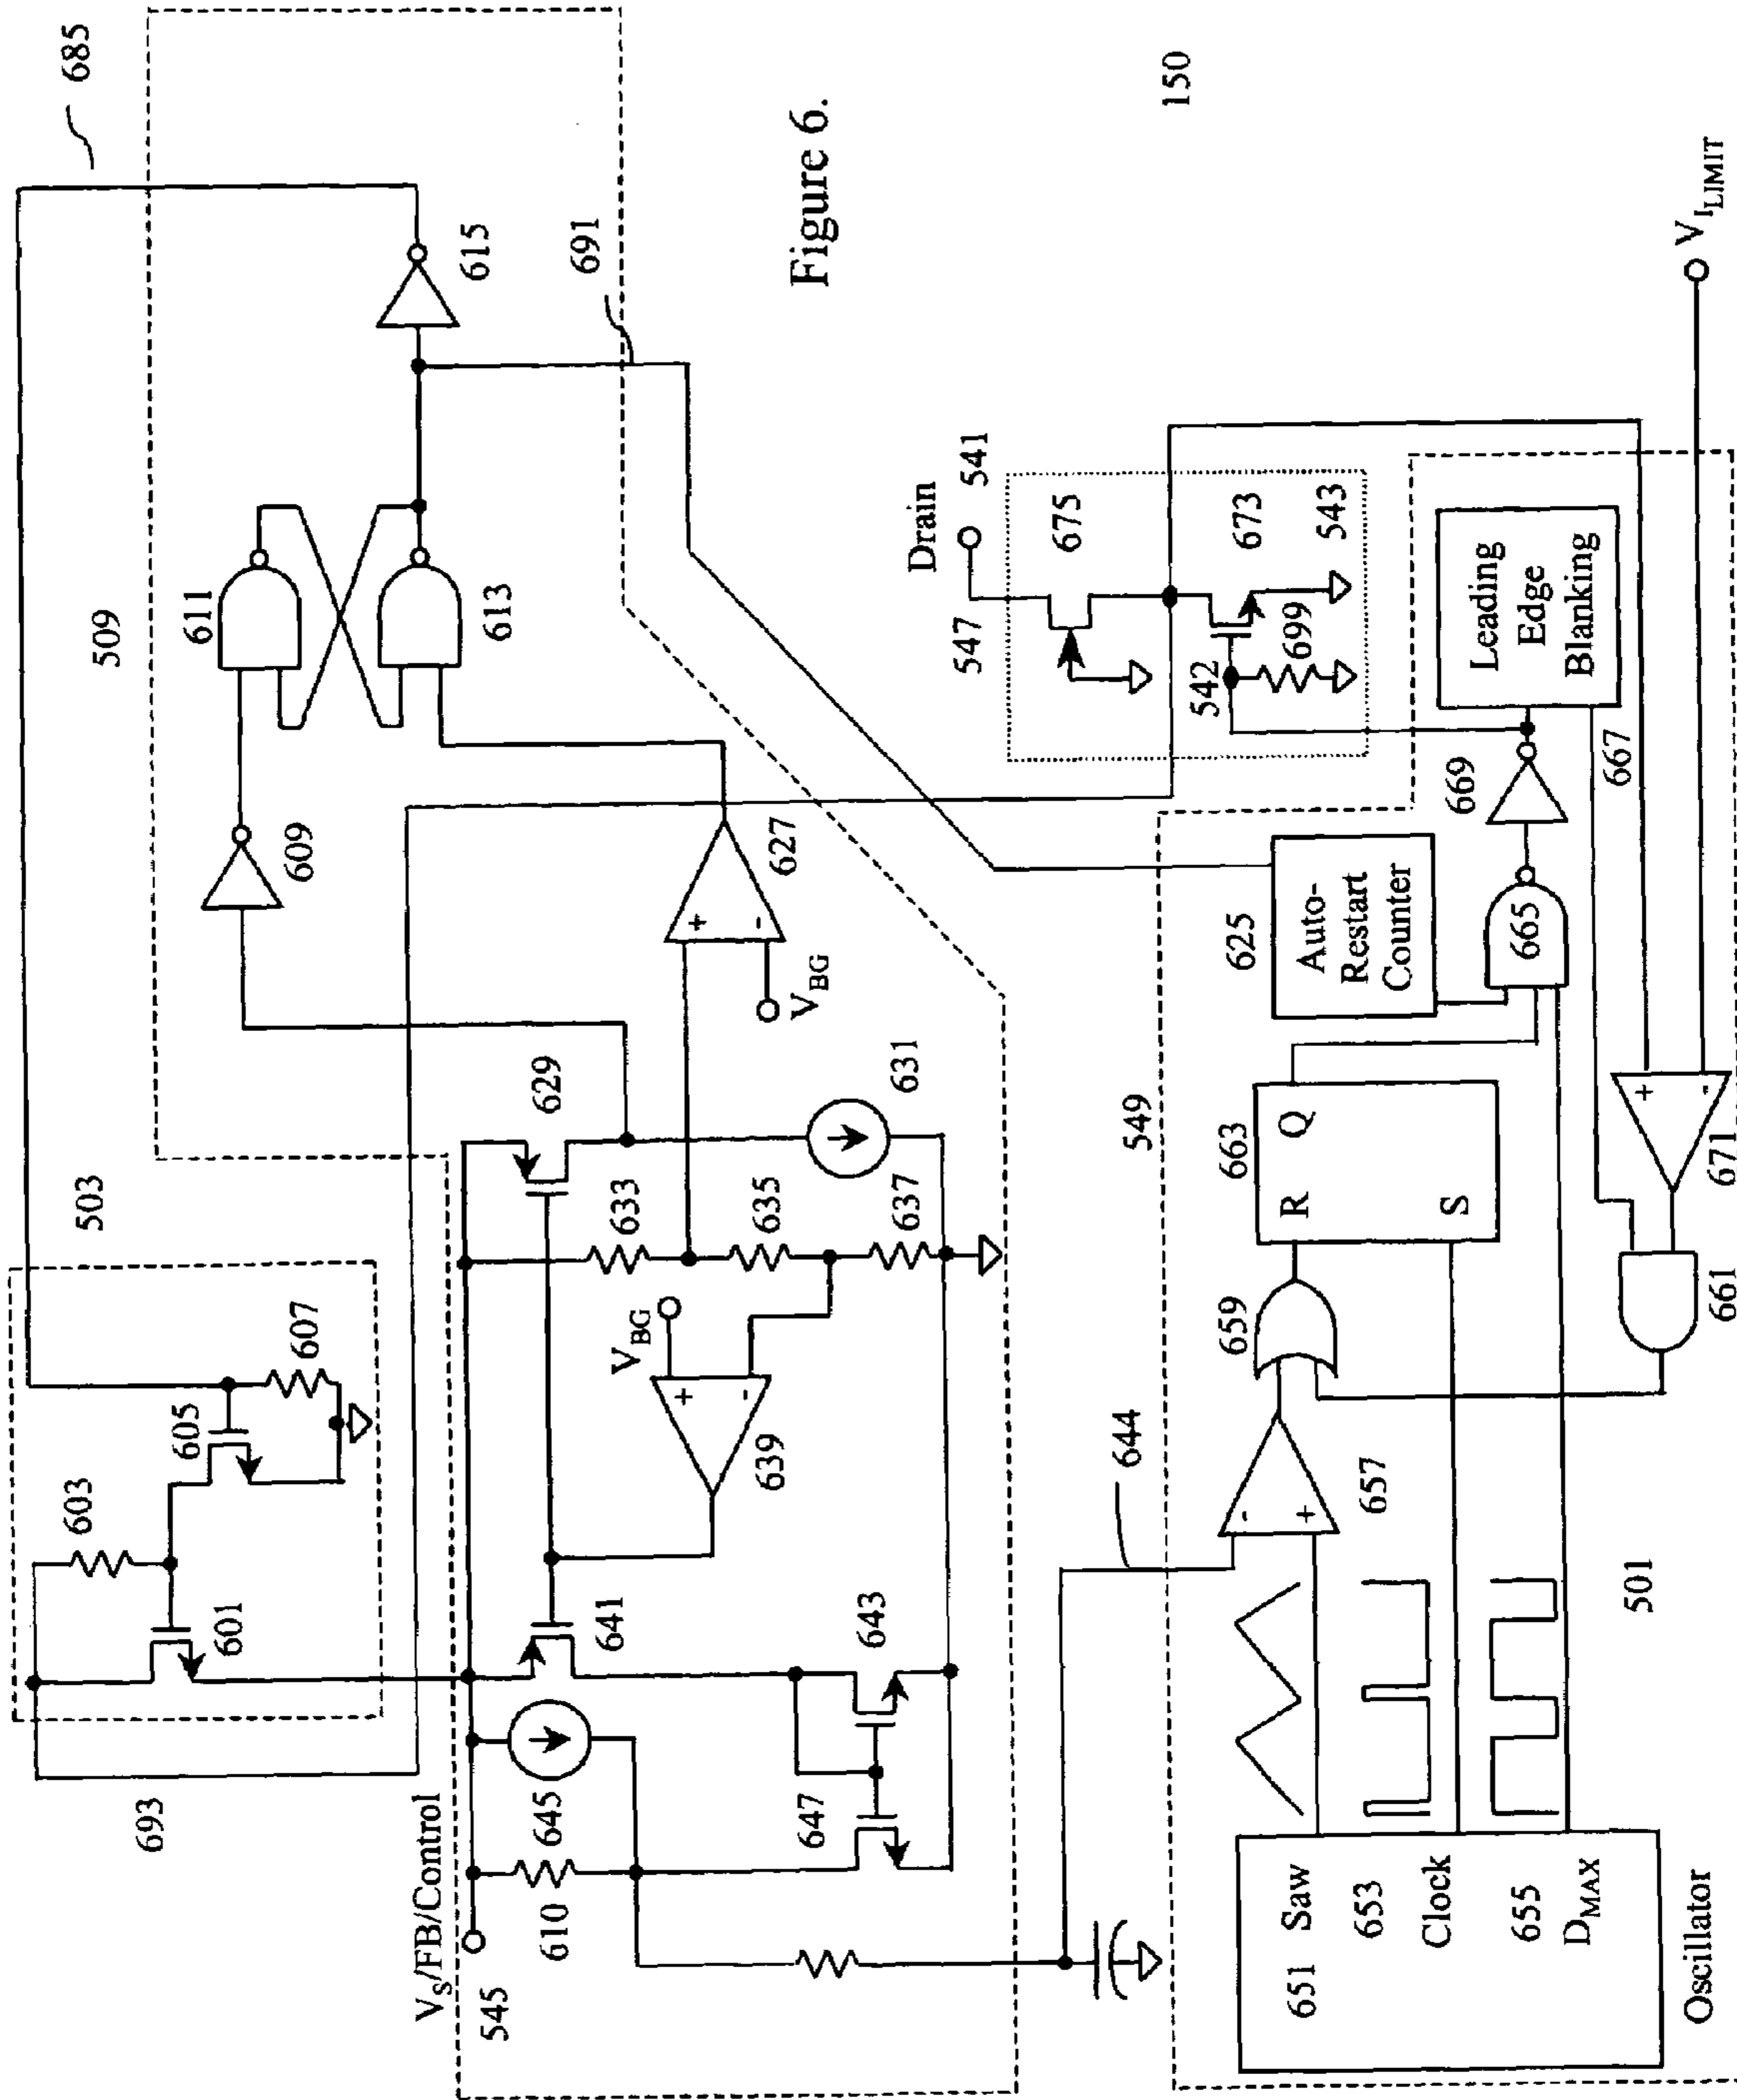 685
509
611
613
615
691
609
627
+
-
V_BG
503
603
601
605
607
693
V_S/FB/Control
545
610
645
641
629
631
633
635
637
V_BG
+
-
639
647
643
Figure 6.
150
Drain
541
547
675
673
543
542
699
644
549
625
Auto-
Restart
Counter
665
669
Leading
Edge
Blanking
667
V_I_LIMIT
663
R
Q
S
659
657
-
+
661
671
+
-
651 Saw
653
Clock
655
D_MAX
501
Oscillator